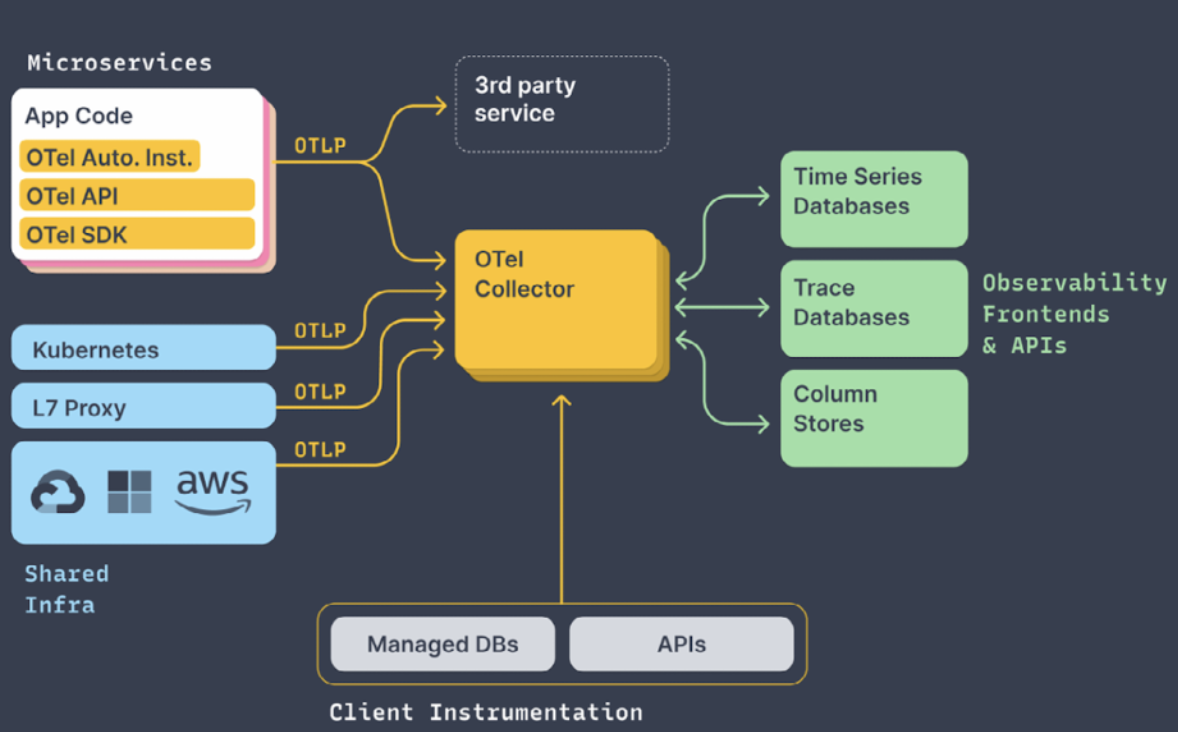 Microservices
App Code
OTel Auto. Inst.
OTel API
OTel SDK
OTLP
3rd party
service
OTel
Collector
Kubernetes
OTLP
L7 Proxy
OTLP
aws
OTLP
Shared
Infra
Time Series
Databases
Trace
Databases
Column
Stores
Observability
Frontends
& APIs
Managed DBs
APIs
Client Instrumentation